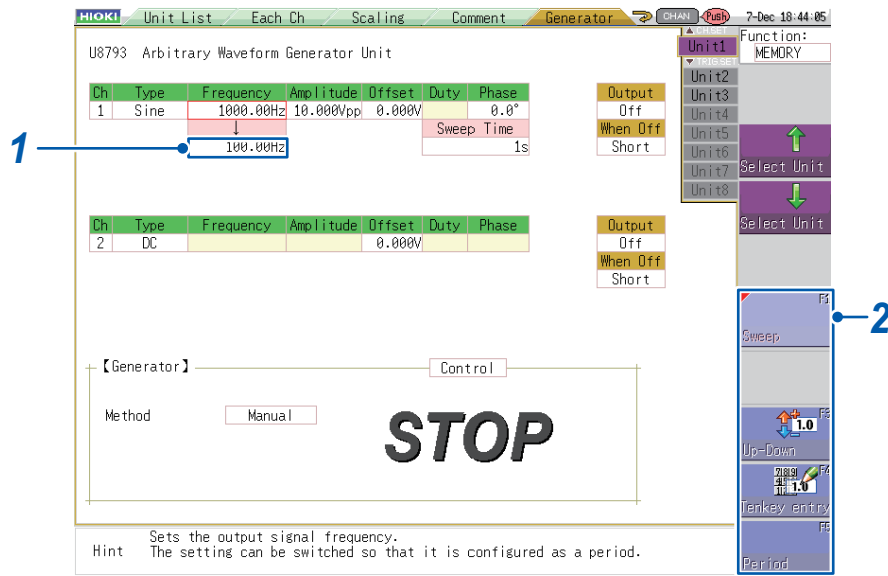 HIOKI Unit List Each Ch Scaling Comment Generator CHAN Push 7-Dec 18:44:05
U8793 Arbitrary Waveform Generator Unit
▲CH SET
Unit1
▼TRIG SET
Unit2
Unit3
Unit4
Unit5
Unit6
Unit7
Unit8
Function:
MEMORY
Select Unit
Select Unit
Ch Type Frequency Amplitude Offset Duty Phase
1 Sine 1000.00Hz 10.000Vpp 0.000V 0.0°
↓ Sweep Time
100.00Hz 1s
Output
Off
When Off
Short
1
Ch Type Frequency Amplitude Offset Duty Phase
2 DC 0.000V
Output
Off
When Off
Short
【Generator】 Control
Method Manual
STOP
F1
Sweep
2
F3
1.0
Up-Down
F4
1.0
Tenkey entry
F5
Period
Hint Sets the output signal frequency.
The setting can be switched so that it is configured as a period.